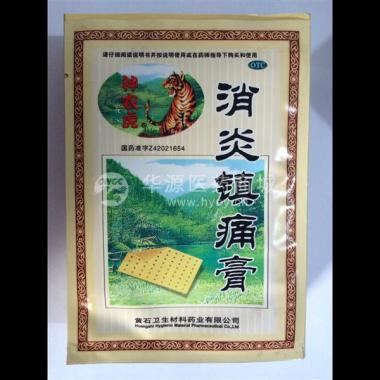 请仔细阅读说明书并按说明使用或在药师指导下购买和使用
OTC
神农虎
国药准字Z42021654
消炎镇痛膏
华源医
www.hyey
黄石卫生材料药业有限公司
Huangshi Hygienic Material Pharmaceutical Co.,Ltd